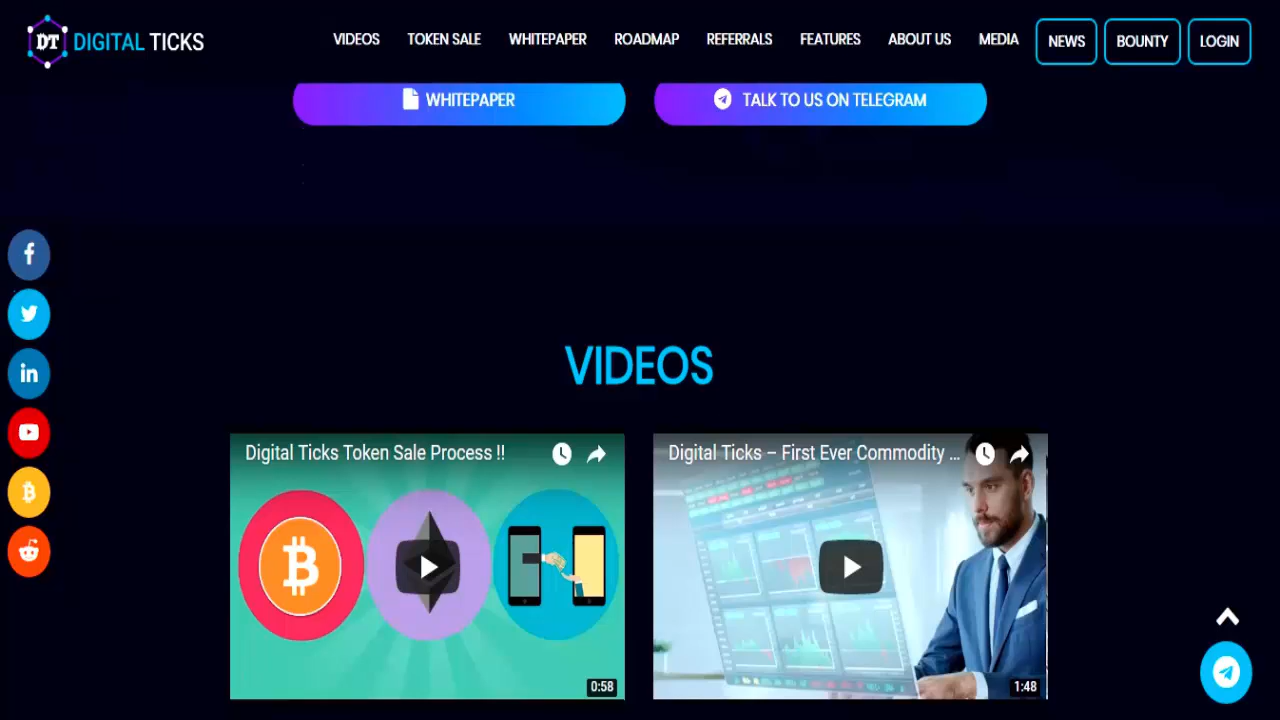 DT DIGITAL TICKS
VIDEOS TOKEN SALE WHITEPAPER ROADMAP REFERRALS FEATURES ABOUT US MEDIA NEWS BOUNTY LOGIN
WHITEPAPER TALK TO US ON TELEGRAM
VIDEOS
Digital Ticks Token Sale Process !!
0:58
Digital Ticks – First Ever Commodity ...
1:48